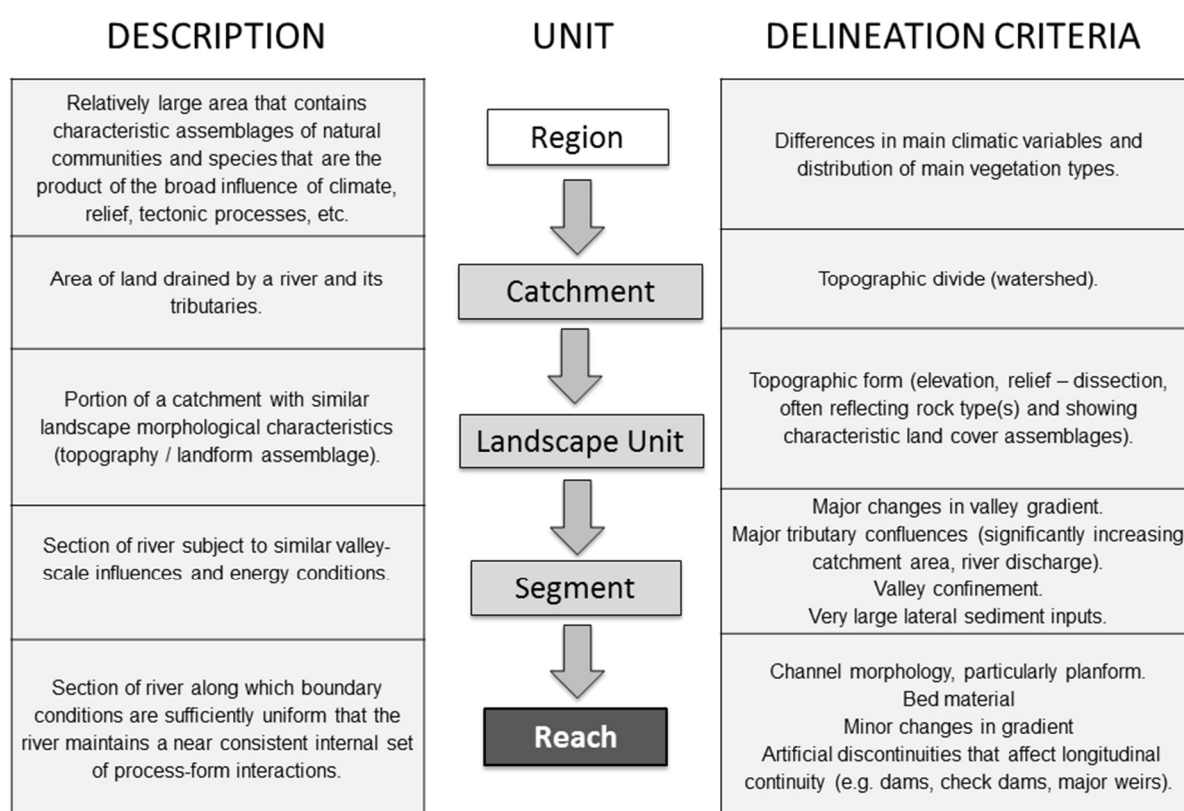 DESCRIPTION
UNIT
DELINEATION CRITERIA
Relatively large area that contains
characteristic assemblages of natural
communities and species that are the
product of the broad influence of climate,
relief, tectonic processes, etc.
Region
Differences in main climatic variables and
distribution of main vegetation types.
Area of land drained by a river and its
tributaries.
Catchment
Topographic divide (watershed).
Portion of a catchment with similar
landscape morphological characteristics
(topography / landform assemblage).
Landscape Unit
Topographic form (elevation, relief – dissection,
often reflecting rock type(s) and showing
characteristic land cover assemblages).
Section of river subject to similar valley-
scale influences and energy conditions.
Segment
Major changes in valley gradient.
Major tributary confluences (significantly increasing
catchment area, river discharge).
Valley confinement.
Very large lateral sediment inputs.
Section of river along which boundary
conditions are sufficiently uniform that the
river maintains a near consistent internal set
of process-form interactions.
Reach
Channel morphology, particularly planform.
Bed material
Minor changes in gradient
Artificial discontinuities that affect longitudinal
continuity (e.g. dams, check dams, major weirs).